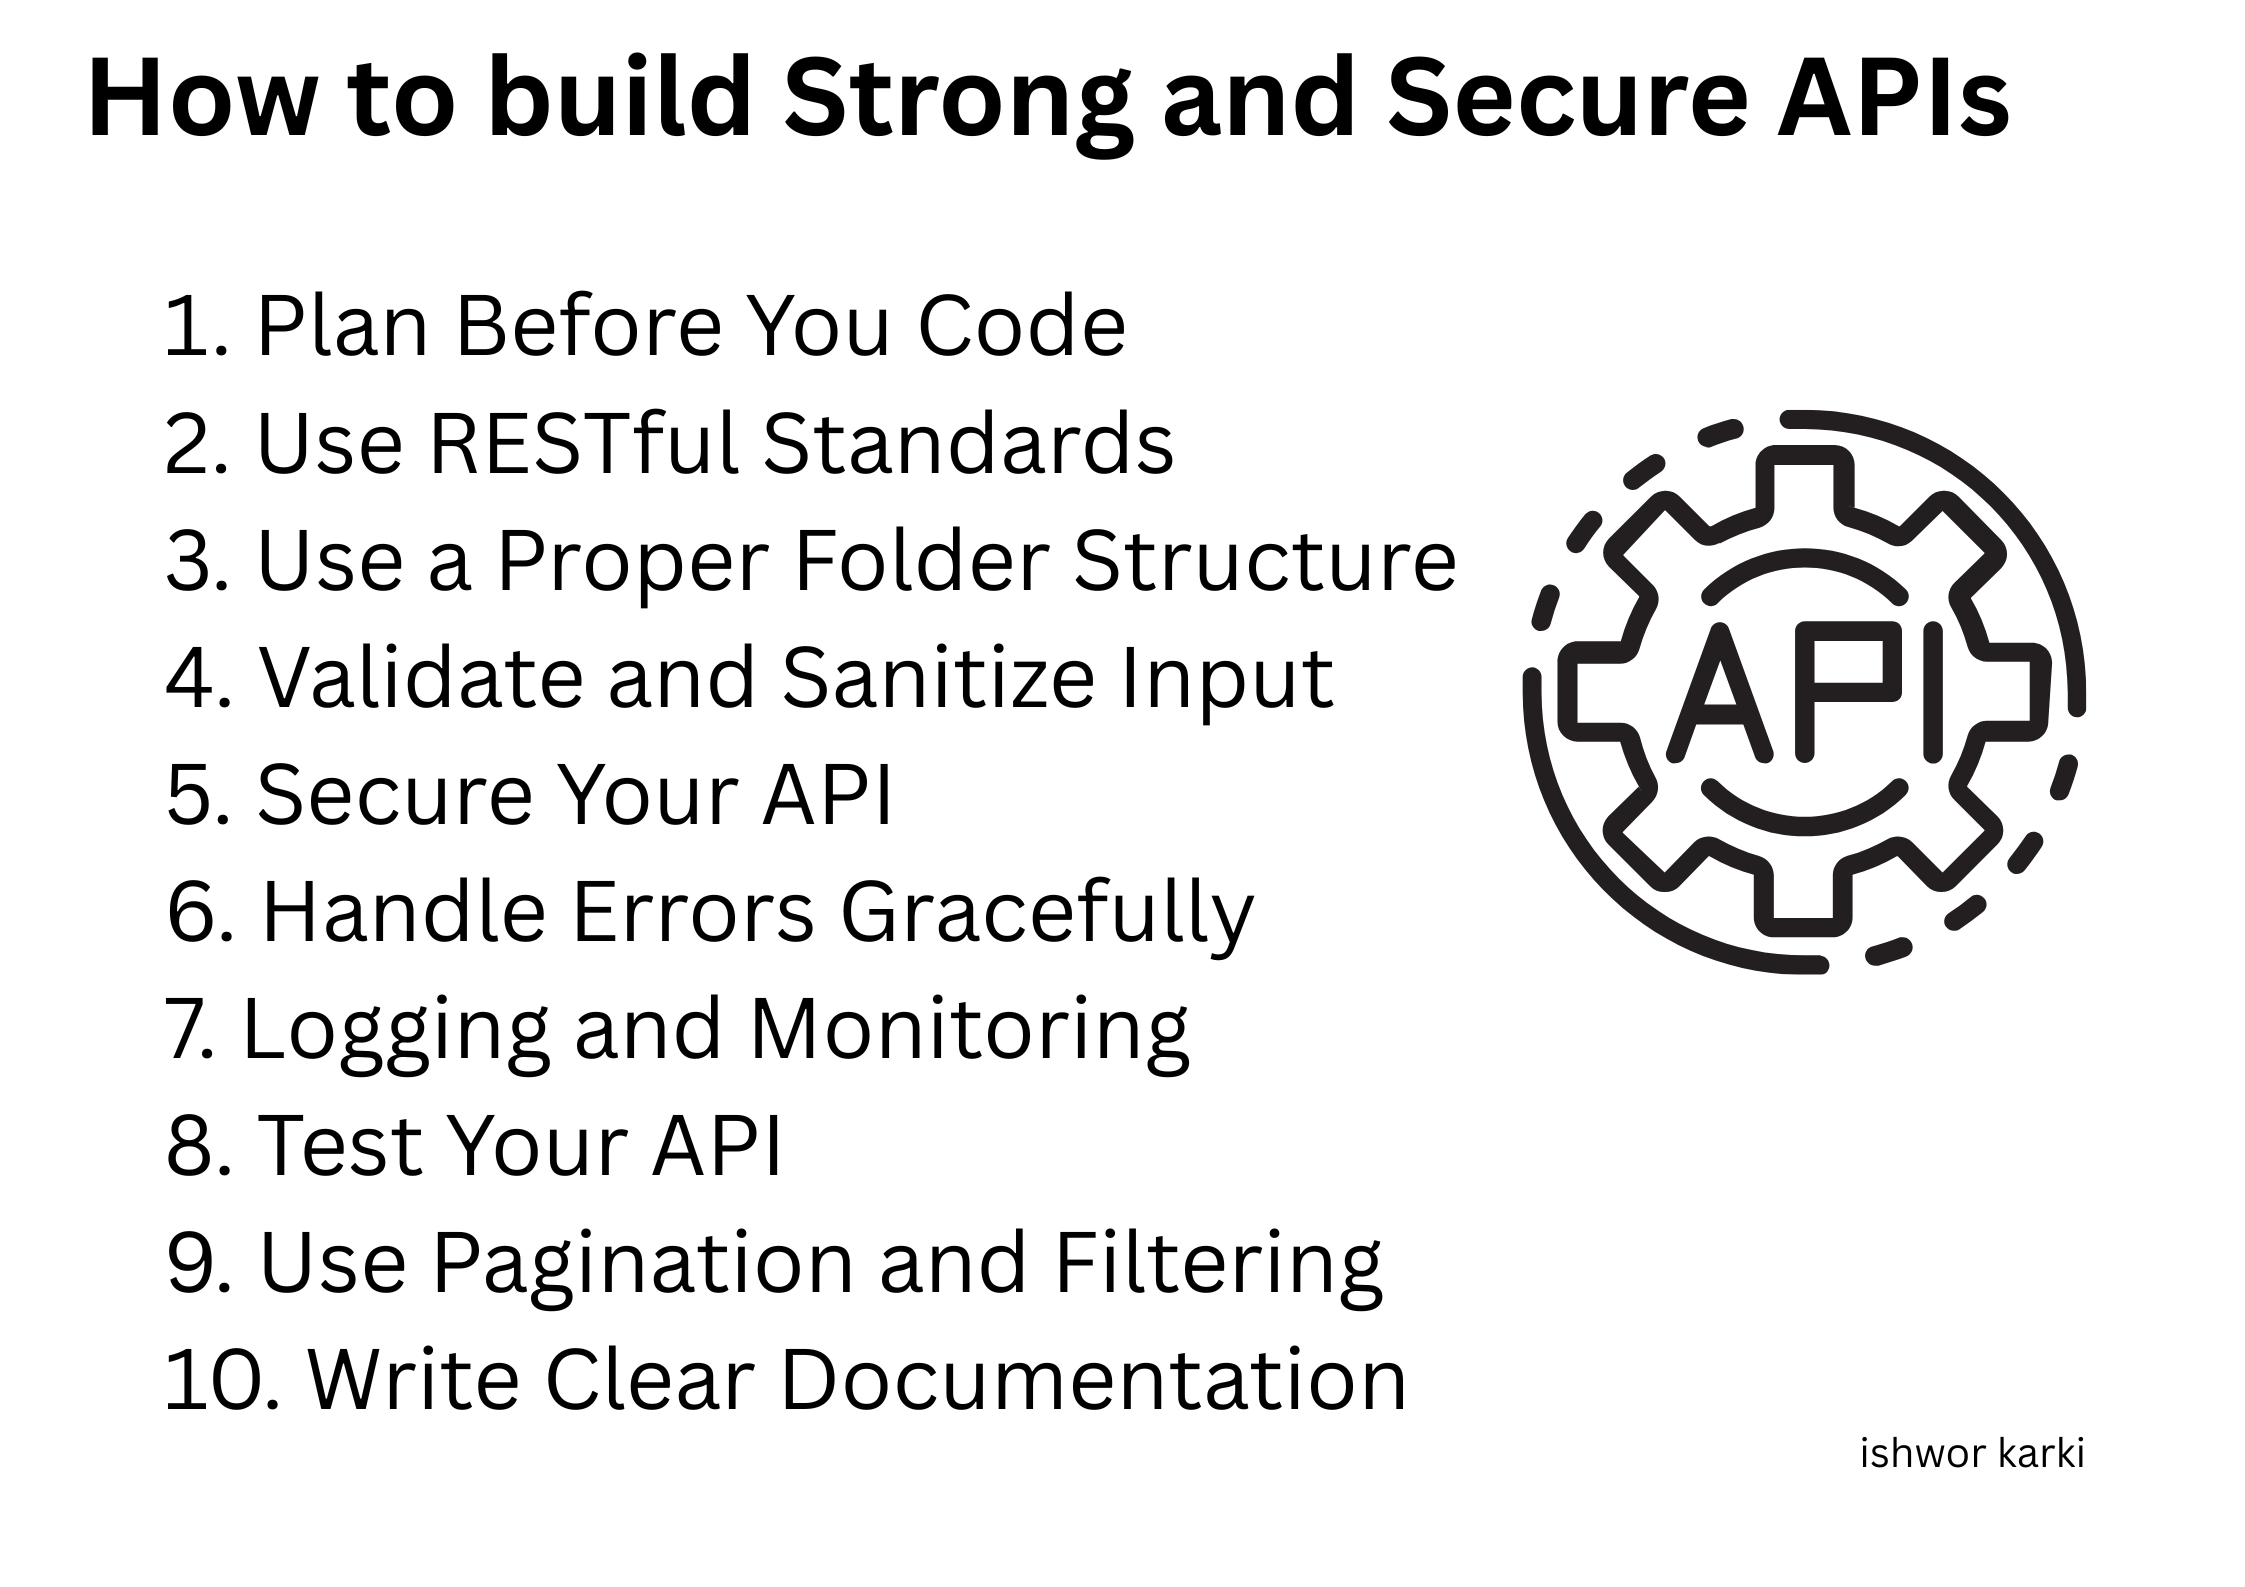 How to build Strong and Secure APIs
1. Plan Before You Code
2. Use RESTful Standards
3. Use a Proper Folder Structure
4. Validate and Sanitize Input
5. Secure Your API
6. Handle Errors Gracefully
7. Logging and Monitoring
8. Test Your API
9. Use Pagination and Filtering
10. Write Clear Documentation
API
ishwor karki